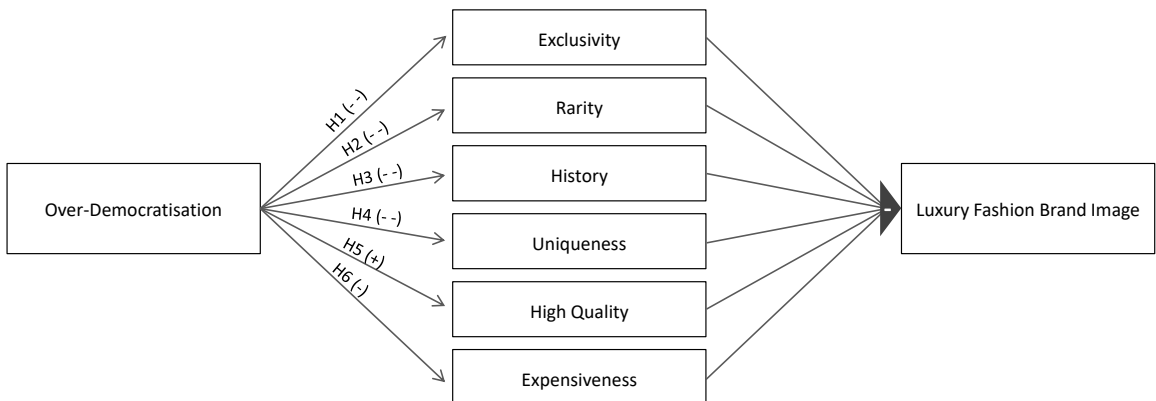 Exclusivity
H1 (- -)
Rarity
H2 (- -)
History
H3 (- -)
Over-Democratisation
Luxury Fashion Brand Image
-
H4 (- -)
Uniqueness
H5 (+)
H6 (-)
High Quality
Expensiveness